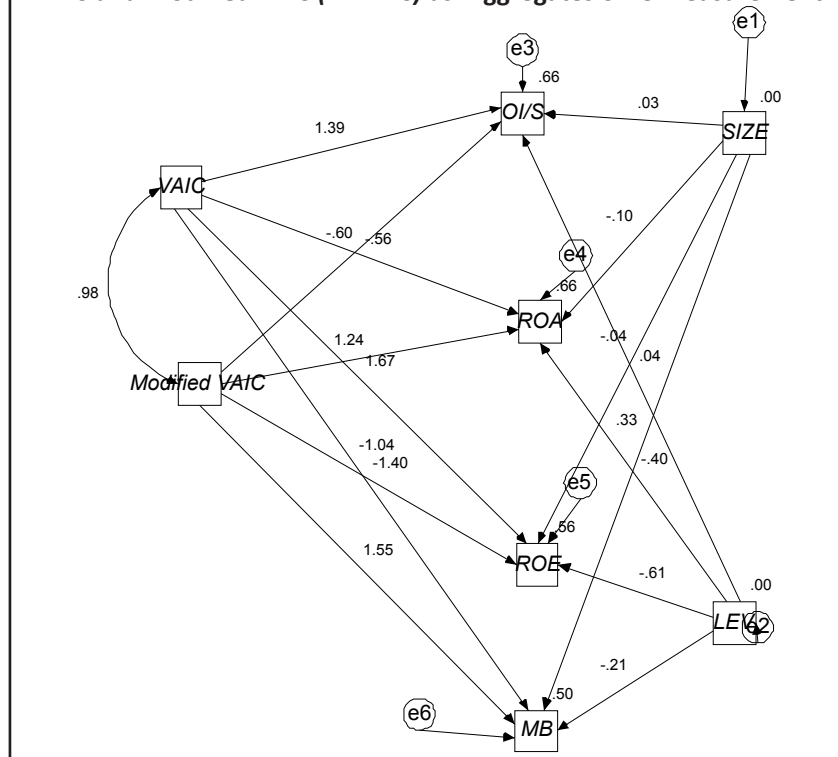 e1
e3
.66
.00
OI/S
.03
SIZE
1.39
VAIC
-.10
-.60
-.56
e4
.66
.98
ROA
1.24
-.04
.04
1.67
Modified VAIC
.33
-1.04
-.40
-1.40
e5
.56
1.55
ROE
-.61
.00
LEV
e2
-.21
.50
e6
MB